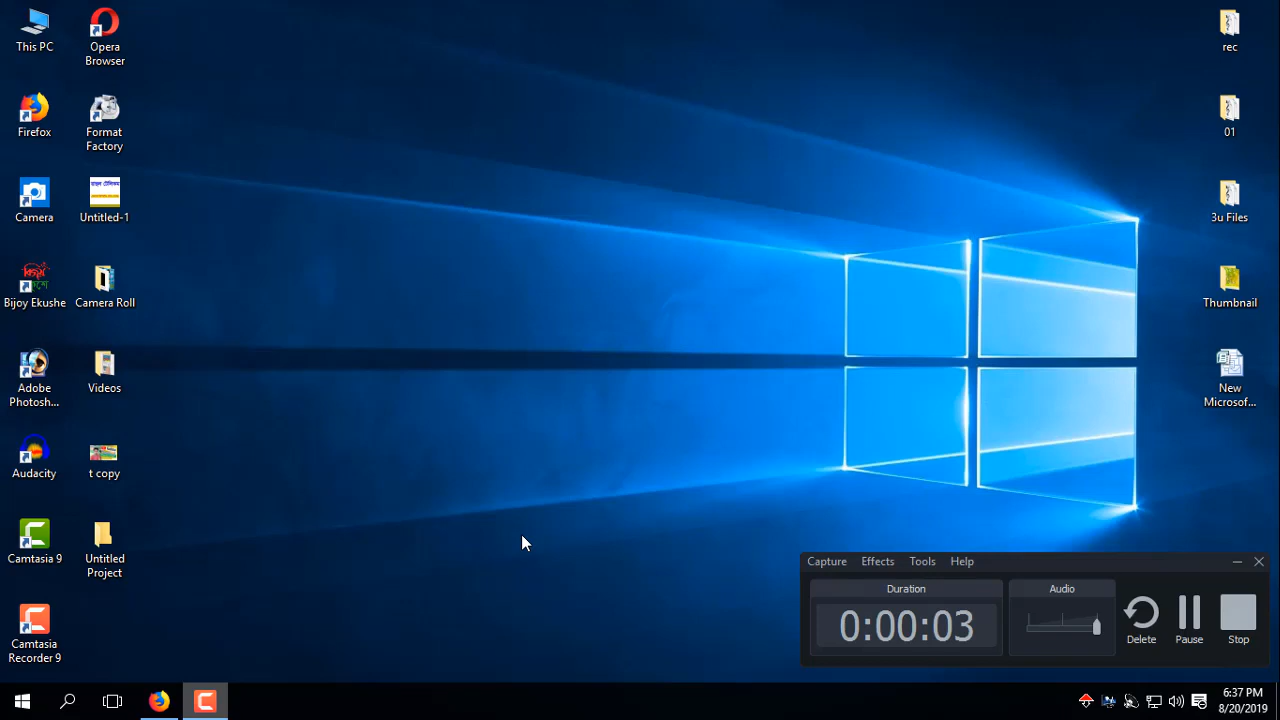 This PC
Opera
Browser
Firefox
Format
Factory
Camera
Untitled-1
Bijoy Ekushe
Camera Roll
Adobe
Photosh...
Videos
Audacity
t copy
Camtasia 9
Untitled
Project
Camtasia
Recorder 9
rec
01
3u Files
Thumbnail
New
Microsof...
Capture Effects Tools Help
Duration
Audio
0:00:03
Delete
Pause
Stop
6:37 PM
8/20/2019